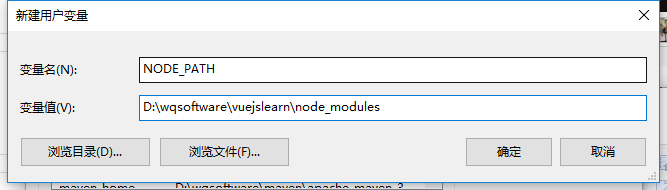 新建用户变量
变量名(N):
NODE_PATH
变量值(V):
D:\wqsoftware\vuejslearn\node_modules
浏览目录(D)...
浏览文件(F)...
确定
取消